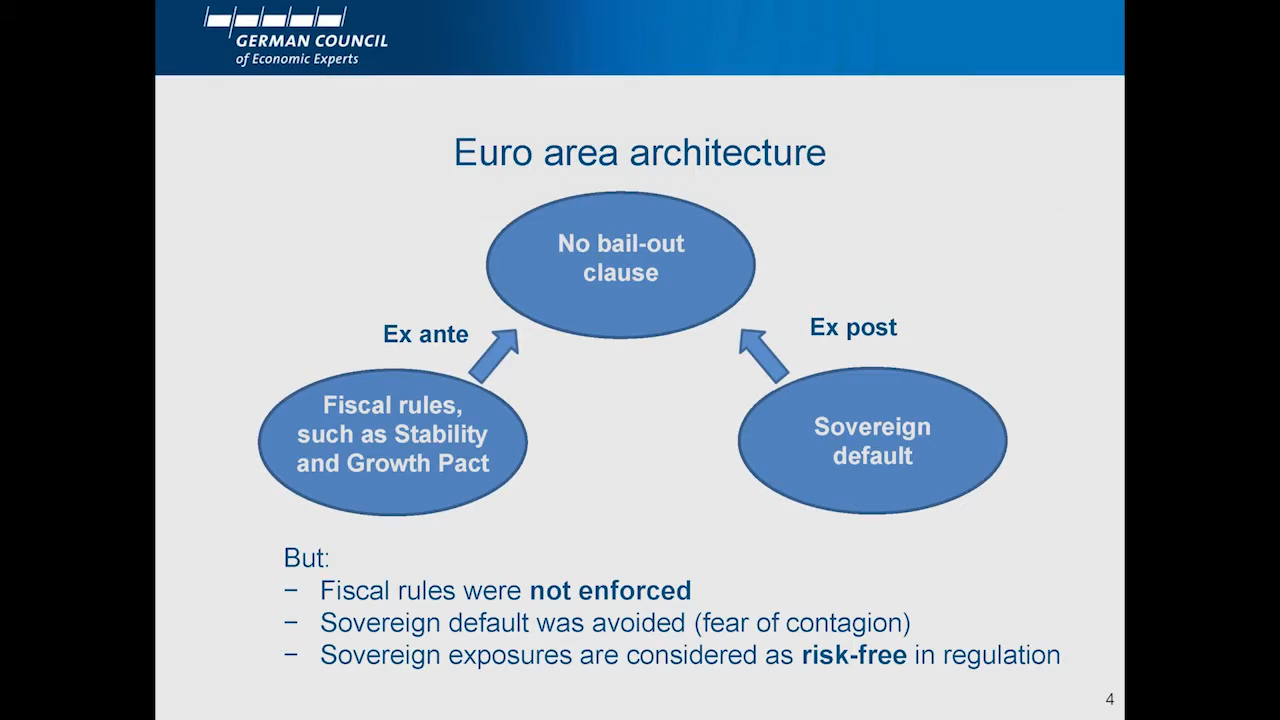 GERMAN COUNCIL
of Economic Experts
Euro area architecture
No bail-out
clause
Ex ante
Ex post
Fiscal rules,
such as Stability
and Growth Pact
Sovereign
default
But:
− Fiscal rules were not enforced
− Sovereign default was avoided (fear of contagion)
− Sovereign exposures are considered as risk-free in regulation
4